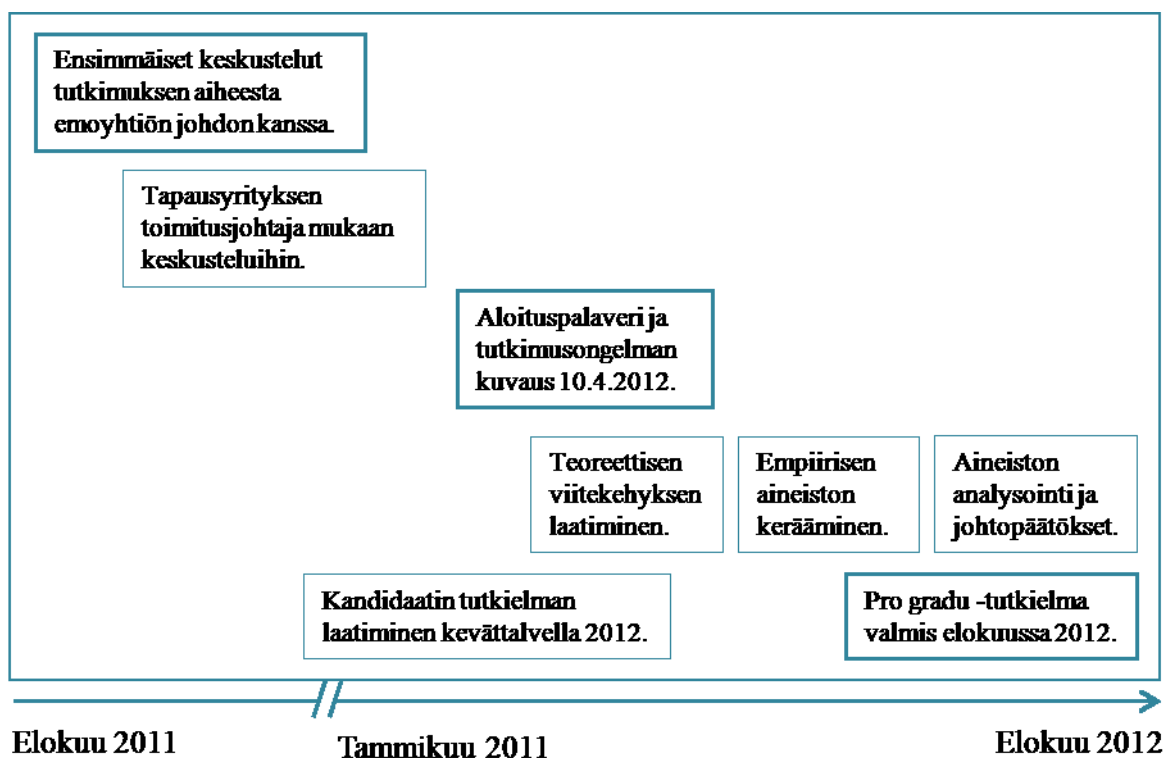 Ensimmäiset keskustelut
tutkimuksen aiheesta
emoyhtiön johdon kanssa.
Tapausyrityksen
toimitusjohtaja mukaan
keskusteluihin.
Aloituspalaveri ja
tutkimusongelman
kuvaus 10.4.2012.
Teoreettisen
viitekehyksen
laatiminen.
Empiirisen
aineiston
kerääminen.
Aineiston
analysointi ja
johtopäätökset.
Kandidaatin tutkielman
laatiminen kevättalvella 2012.
Pro gradu -tutkielma
valmis elokuussa 2012.
Elokuu 2011
Tammikuu 2011
Elokuu 2012